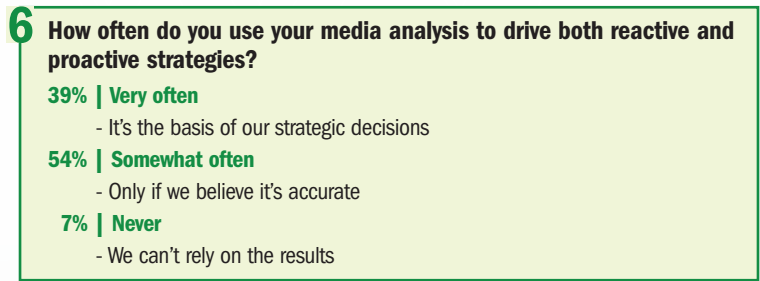 6
How often do you use your media analysis to drive both reactive and
proactive strategies?
39% | Very often
- It's the basis of our strategic decisions
54% | Somewhat often
- Only if we believe it's accurate
7% | Never
- We can't rely on the results